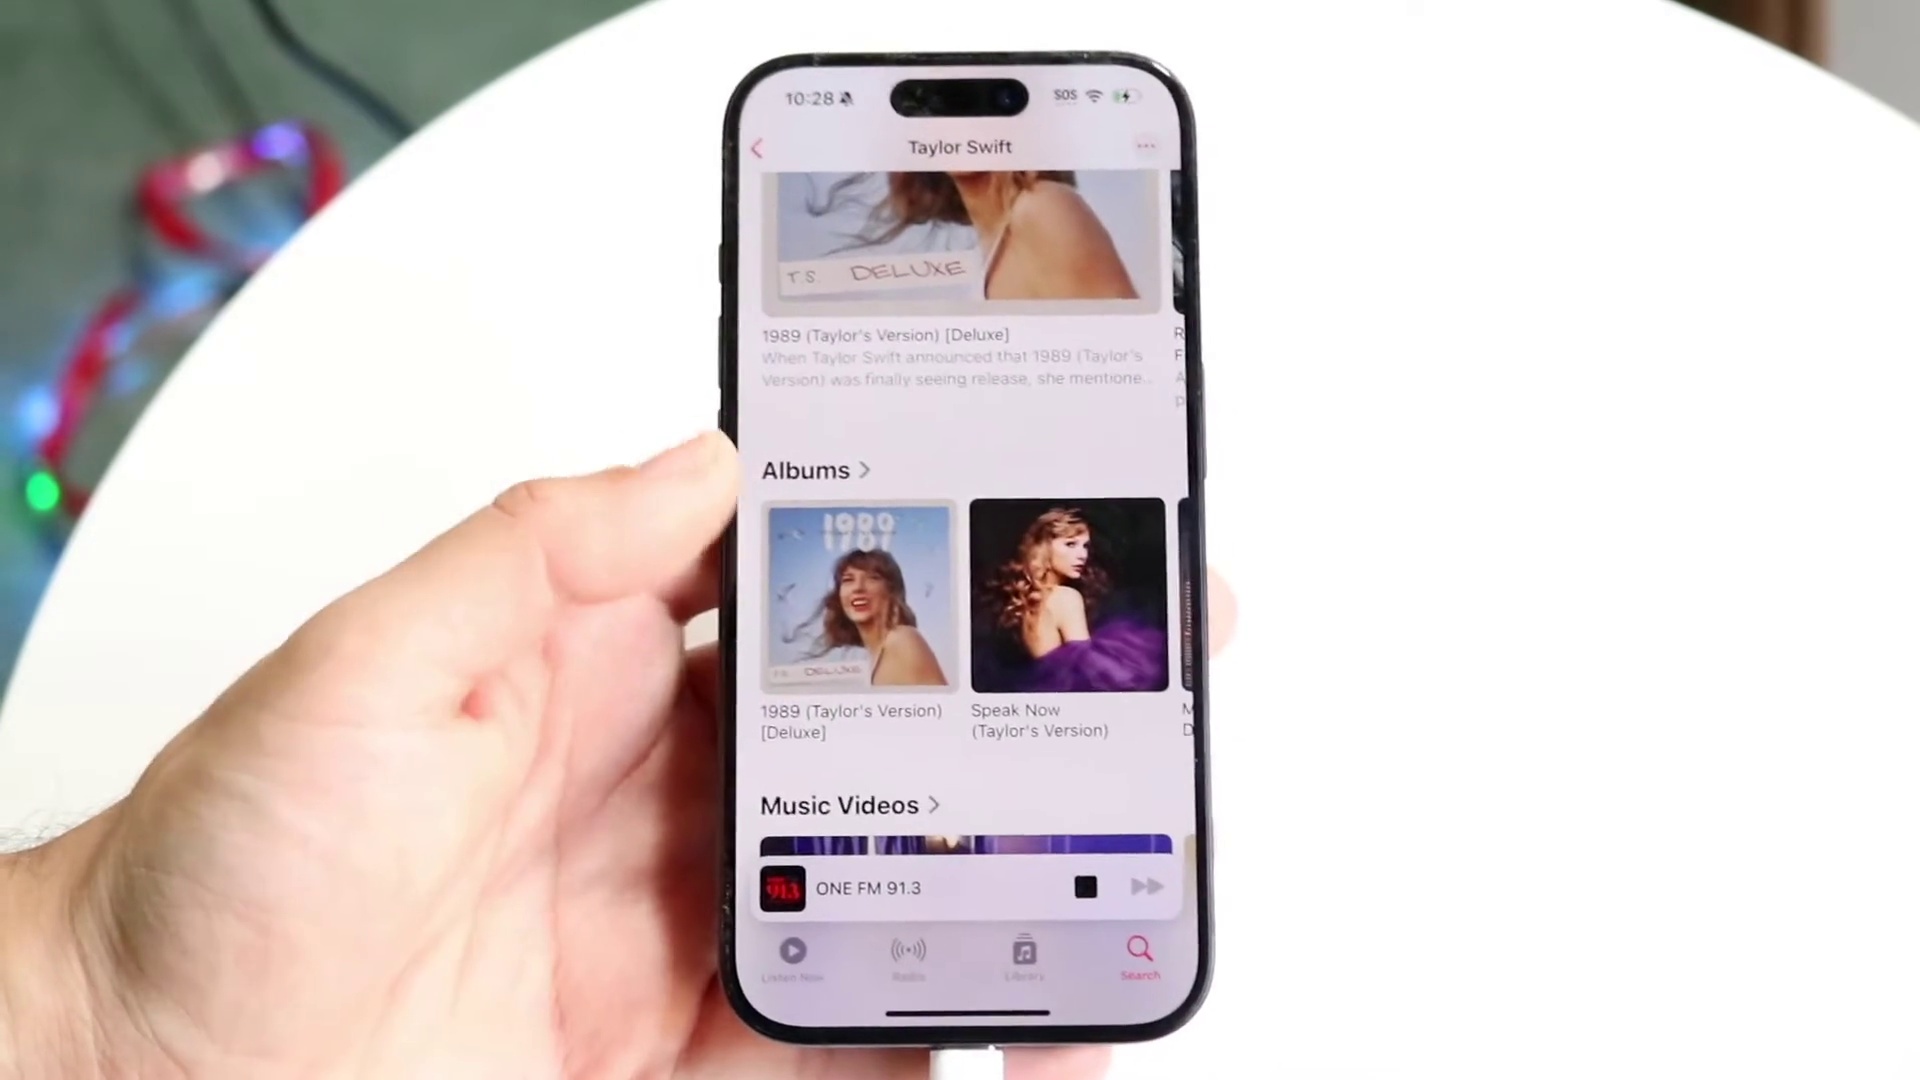 10:28
SOS
Taylor Swift
T.S. DELUXE
1989 (Taylor's Version) [Deluxe]
When Taylor Swift announced that 1989 (Taylor's
Version) was finally seeing release, she mentione...
R
F
A
p
Albums
1989
T.S. DELUXE
1989 (Taylor's Version)
[Deluxe]
Speak Now
(Taylor's Version)
M
D
Music Videos
91.3
ONE FM 91.3
Listen Now
Radio
Library
Search